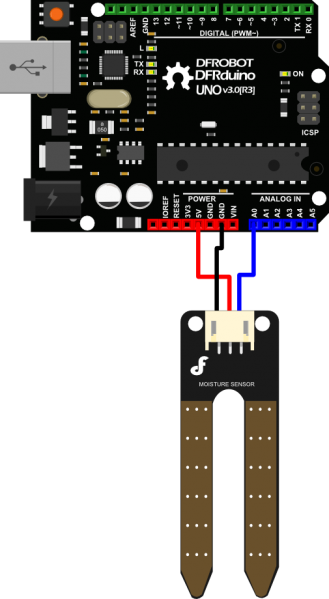 AREF
GND
13
12
~11
~10
~9
8
7
~6
~5
4
~3
2
TX 1
RX 0
DIGITAL (PWM~)
L
TX
RX
DFROBOT
DFRduino
UNO v3.0[R3]
ON
ICSP
POWER
ANALOG IN
IOREF
RESET
3V3
5V
GND
GND
VIN
A0
A1
A2
A3
A4
A5
MOISTURE SENSOR